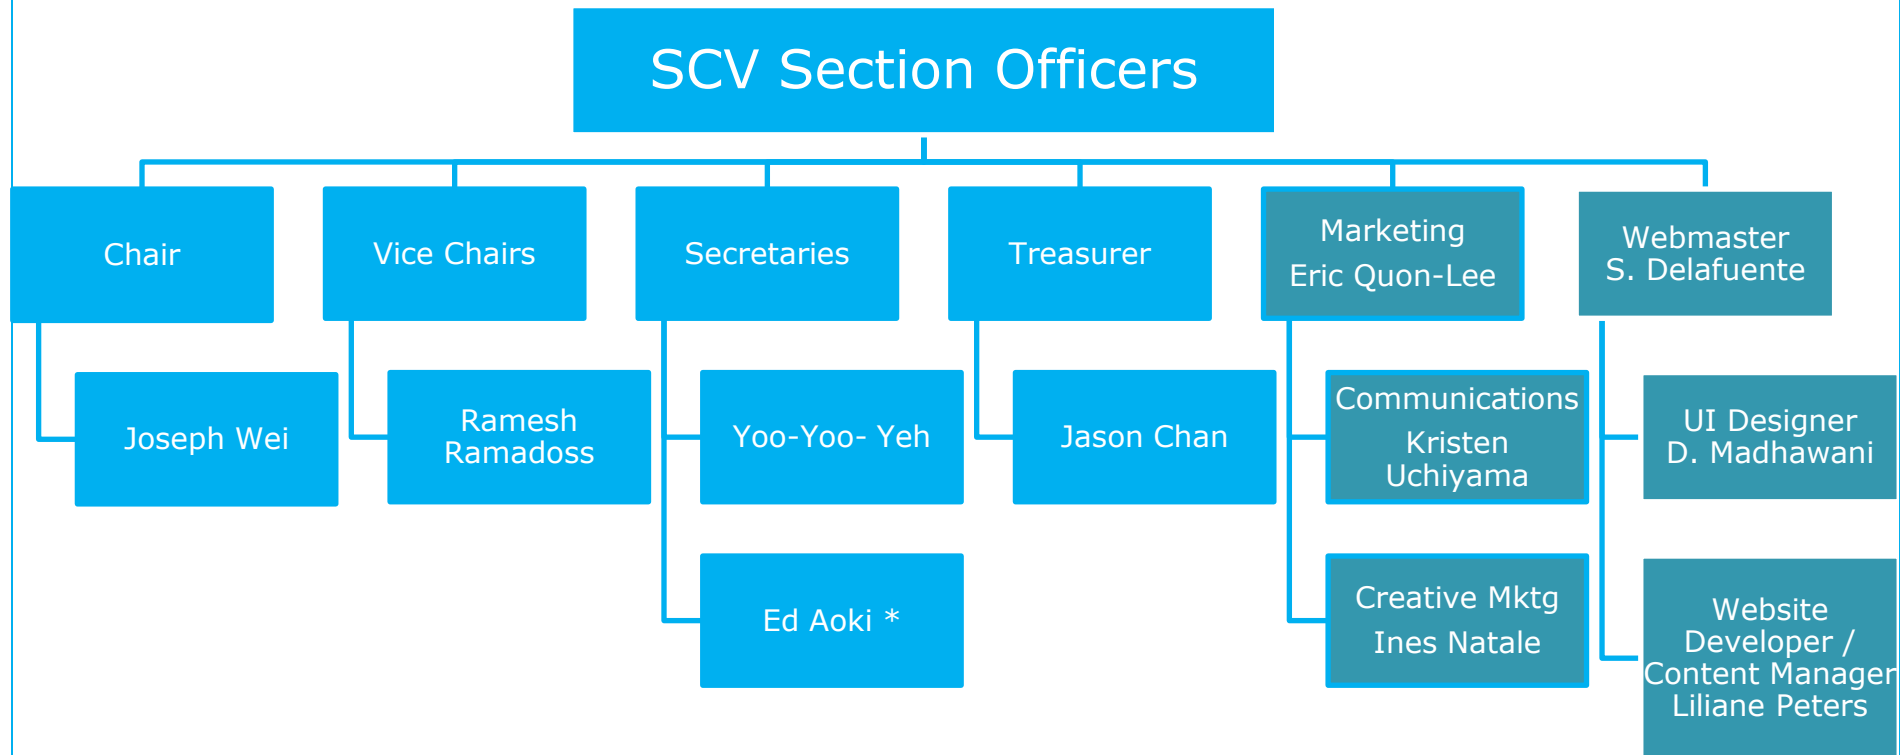 SCV Section Officers
Chair
Vice Chairs
Secretaries
Treasurer
Marketing
Eric Quon-Lee
Webmaster
S. Delafuente
Joseph Wei
Ramesh
Ramadoss
Yoo-Yoo- Yeh
Jason Chan
Communications
Kristen
Uchiyama
UI Designer
D. Madhawani
Ed Aoki *
Creative Mktg
Ines Natale
Website
Developer /
Content Manager
Liliane Peters